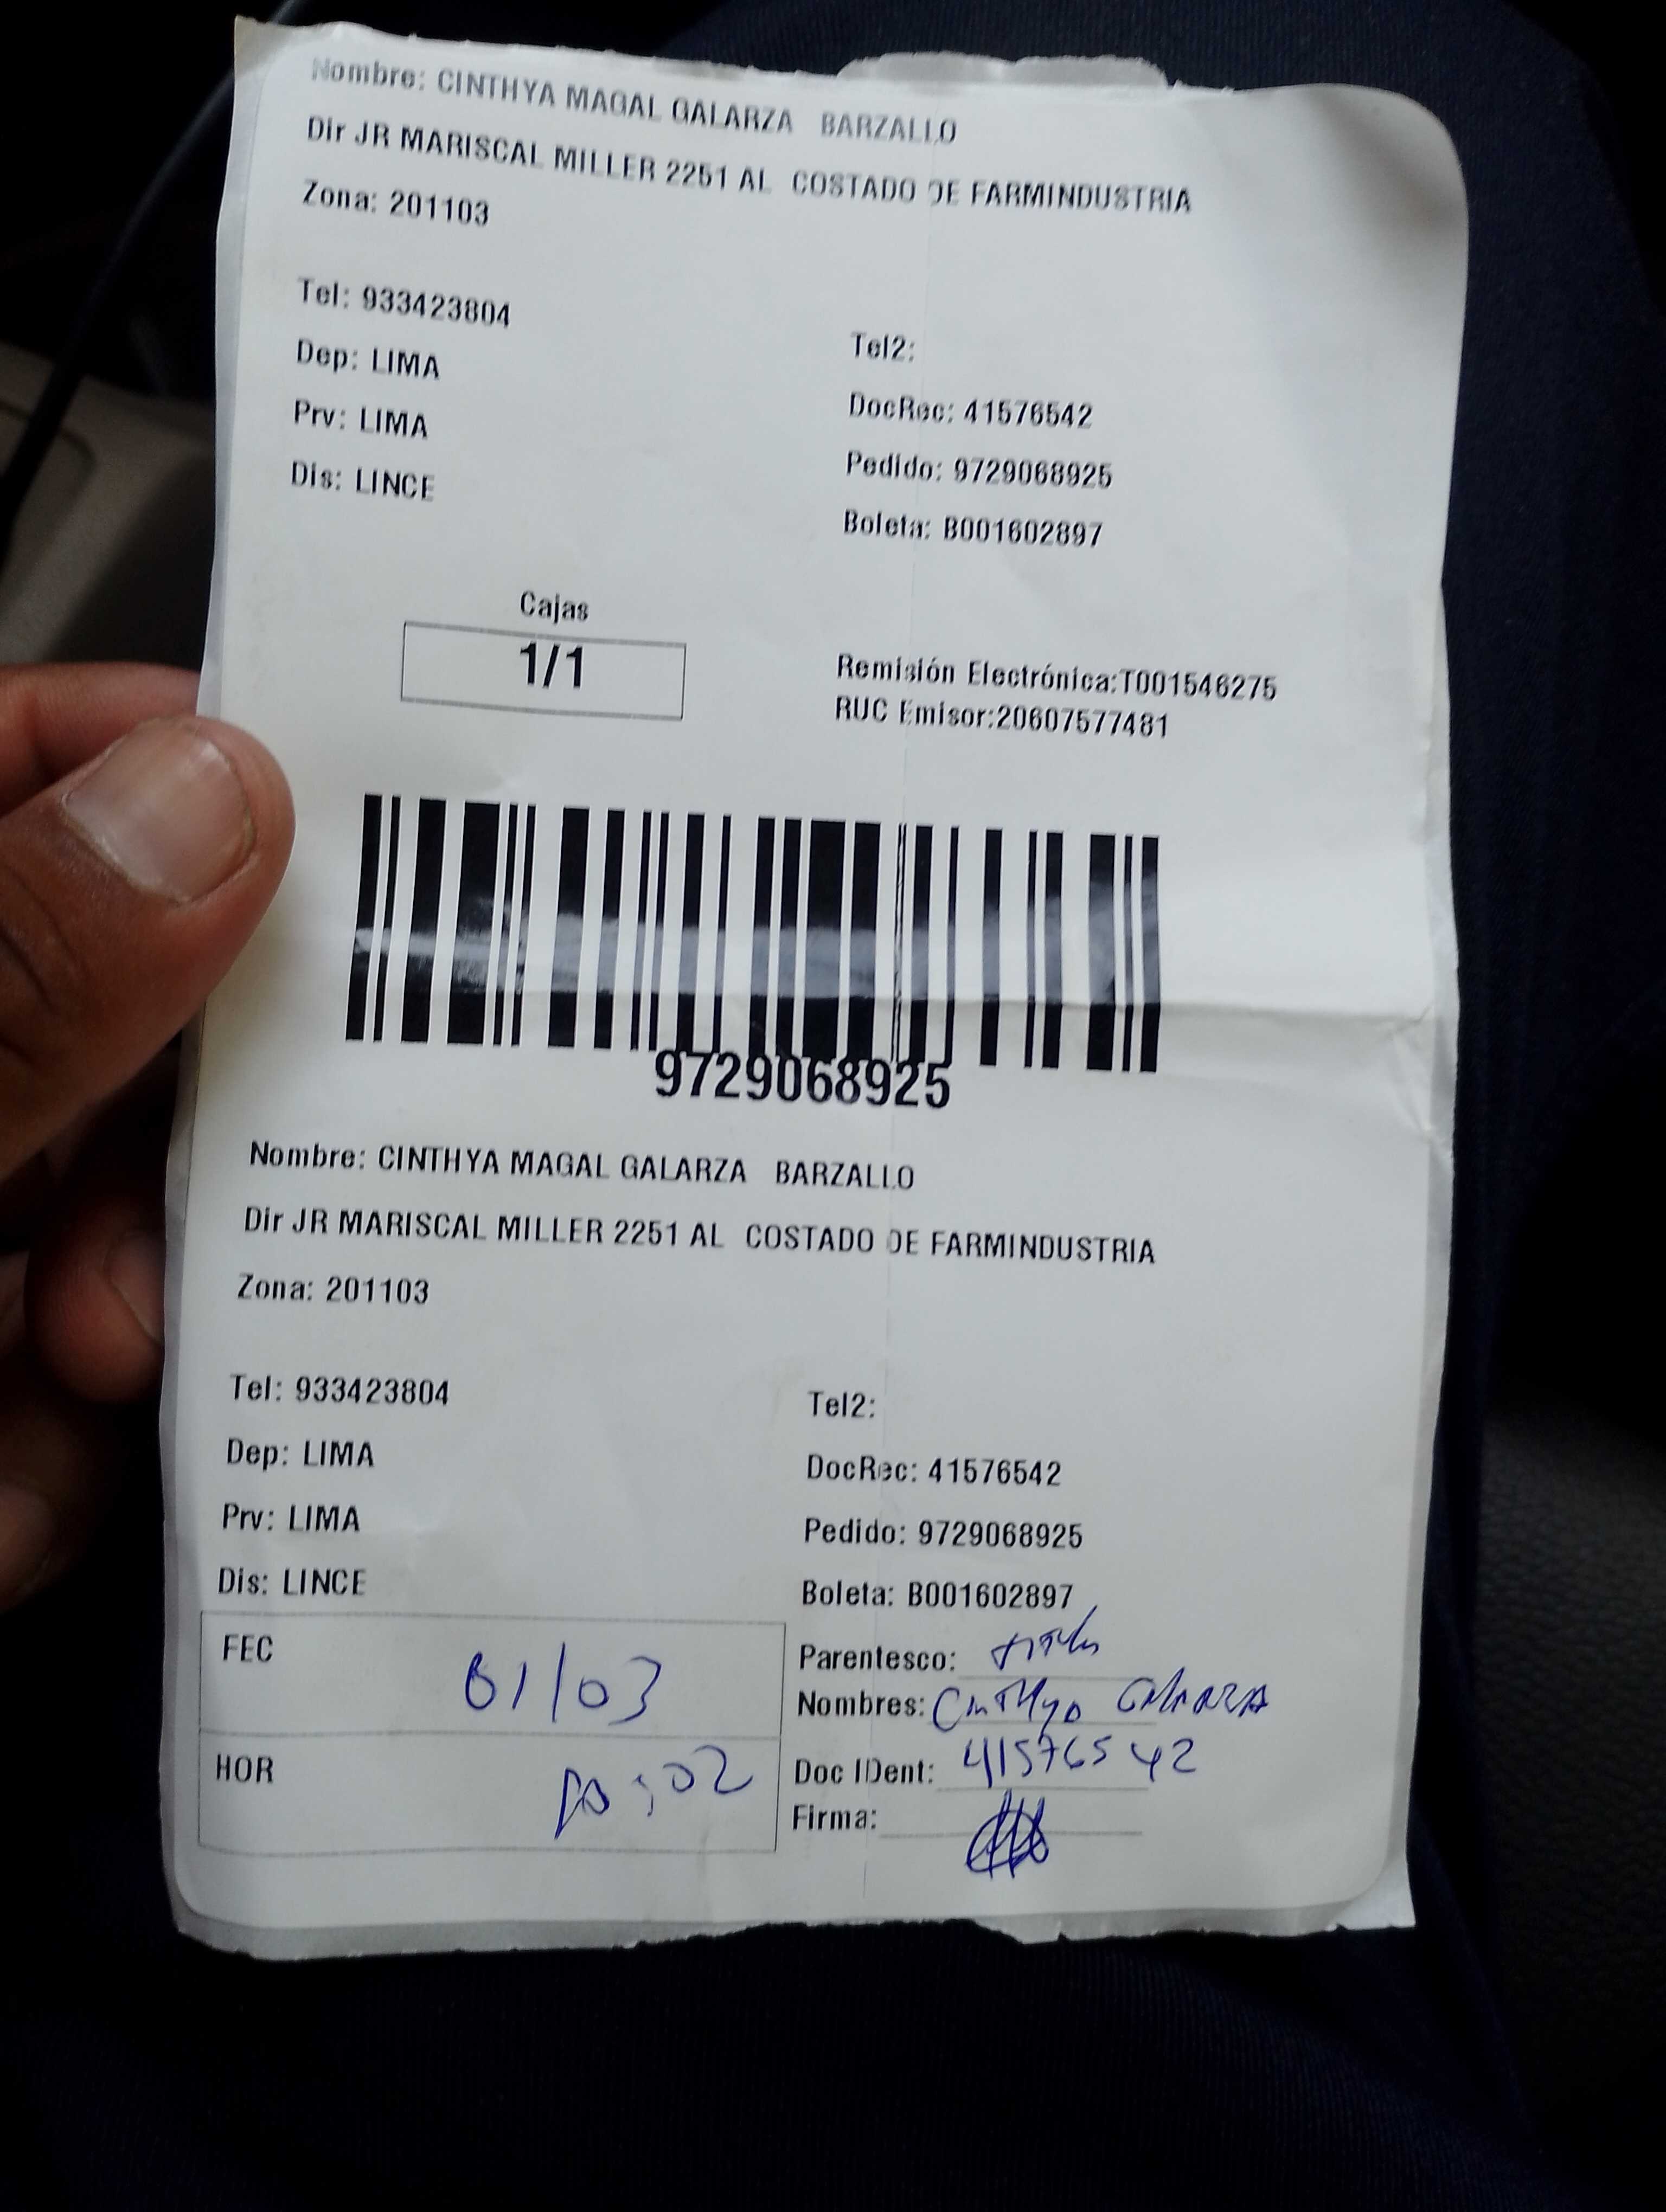 Nombre: CINTHYA MAGAL GALARZA BARZALLO
Dir JR MARISCAL MILLER 2251 AL COSTADO DE FARMINDUSTRIA
Zona: 201103
Tel: 933423804
Tel2:
Dep: LIMA
DocRec: 41576542
Prv: LIMA
Pedido: 9729068925
Dis: LINCE
Boleta: B001602897
Cajas
1/1
Remisión Electrónica:T001546275
RUC Emisor:20607577481
9729068925
Nombre: CINTHYA MAGAL GALARZA BARZALLO
Dir JR MARISCAL MILLER 2251 AL COSTADO DE FARMINDUSTRIA
Zona: 201103
Tel: 933423804
Tel2:
Dep: LIMA
DocRec: 41576542
Prv: LIMA
Pedido: 9729068925
Dis: LINCE
Boleta: B001602897
FEC 01/03
Parentesco:
Nombres: Cinthya GALARZA
HOR
Doc IDent: 41576542
Firma: